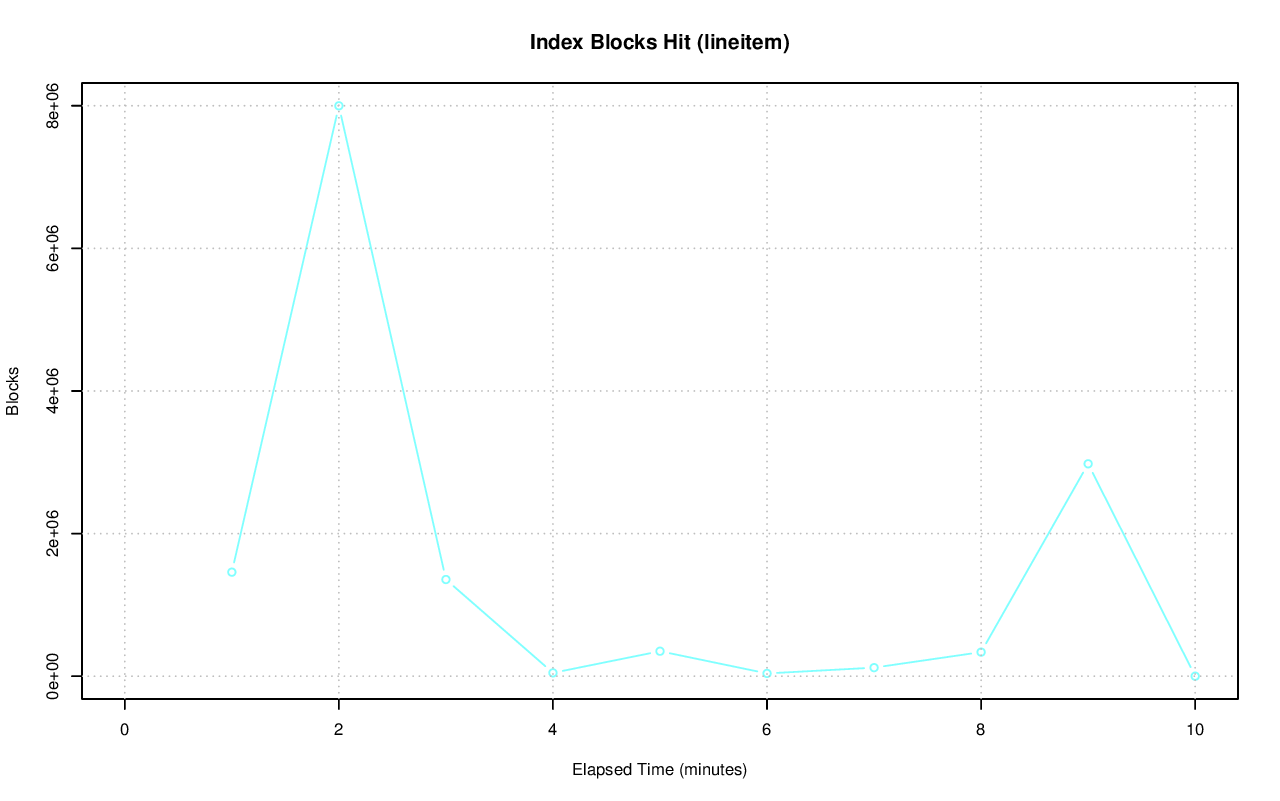 Index Blocks Hit (lineitem)
8e+06
6e+06
4e+06
2e+06
0e+00
Blocks
0 2 4 6 8 10
Elapsed Time (minutes)